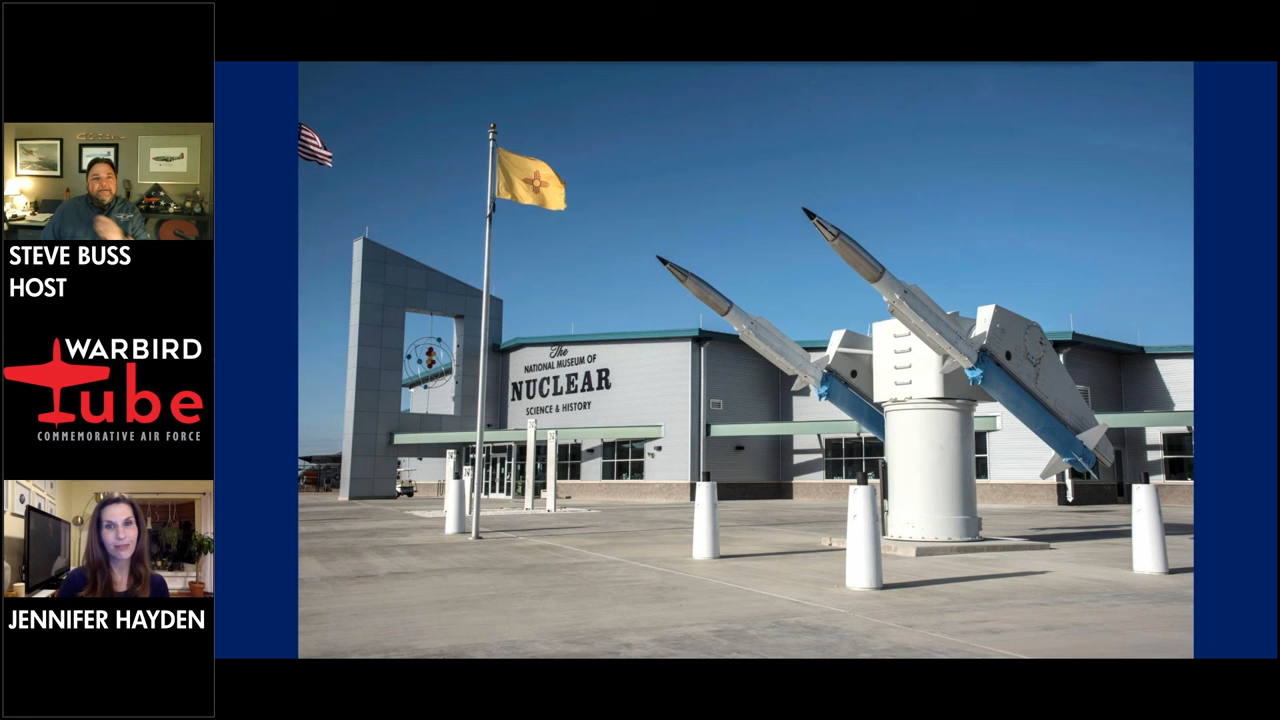 STEVE BUSS
HOST
WARBIRD
Tube
COMMEMORATIVE AIR FORCE
JENNIFER HAYDEN
The
NATIONAL MUSEUM OF
NUCLEAR
SCIENCE & HISTORY